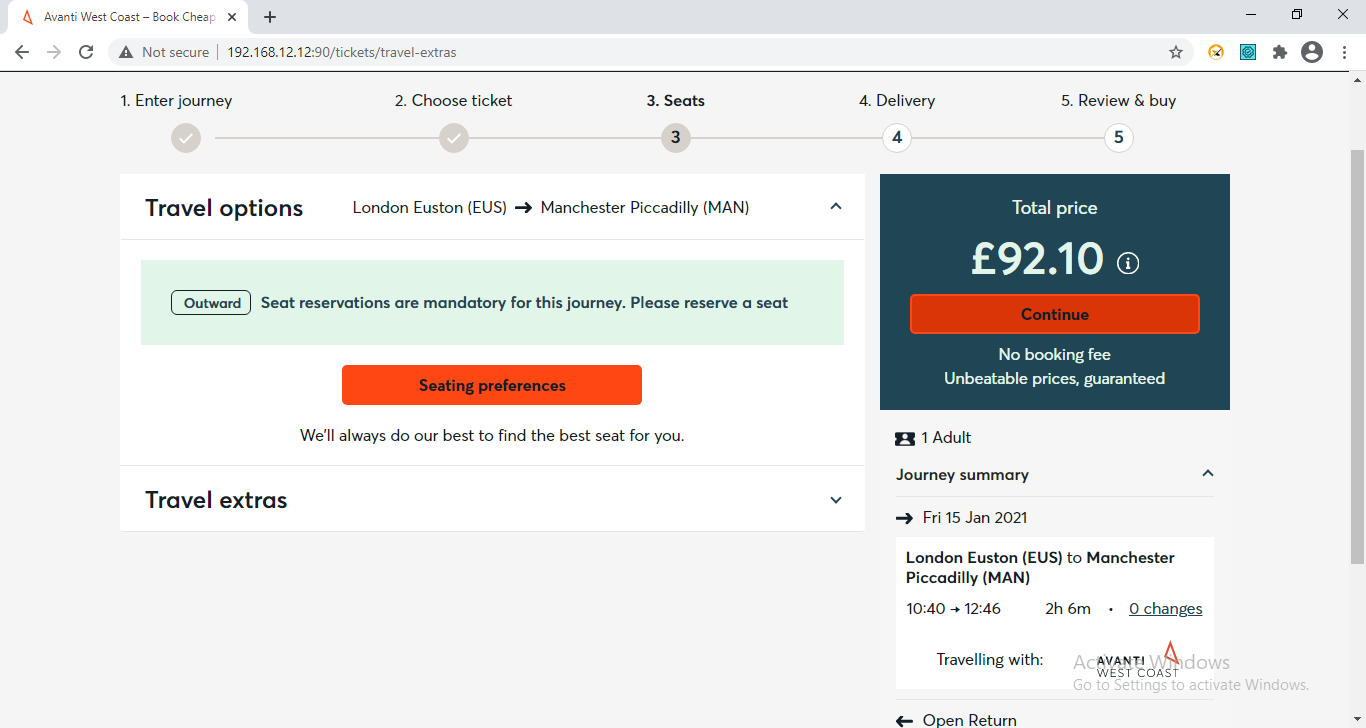 Avanti West Coast – Book Cheap
Not secure
192.168.12.12:90/tickets/travel-extras
1. Enter journey
2. Choose ticket
3. Seats
4. Delivery
5. Review & buy
3
4
5
Travel options
London Euston (EUS) → Manchester Piccadilly (MAN)
Outward Seat reservations are mandatory for this journey. Please reserve a seat
Seating preferences
We'll always do our best to find the best seat for you.
Travel extras
Total price
£92.10
Continue
No booking fee
Unbeatable prices, guaranteed
1 Adult
Journey summary
→ Fri 15 Jan 2021
London Euston (EUS) to Manchester
Piccadilly (MAN)
10:40 → 12:46 2h 6m • 0 changes
Travelling with:
AVANTI
WEST COAST
Activate Windows
Go to Settings to activate Windows.
← Open Return